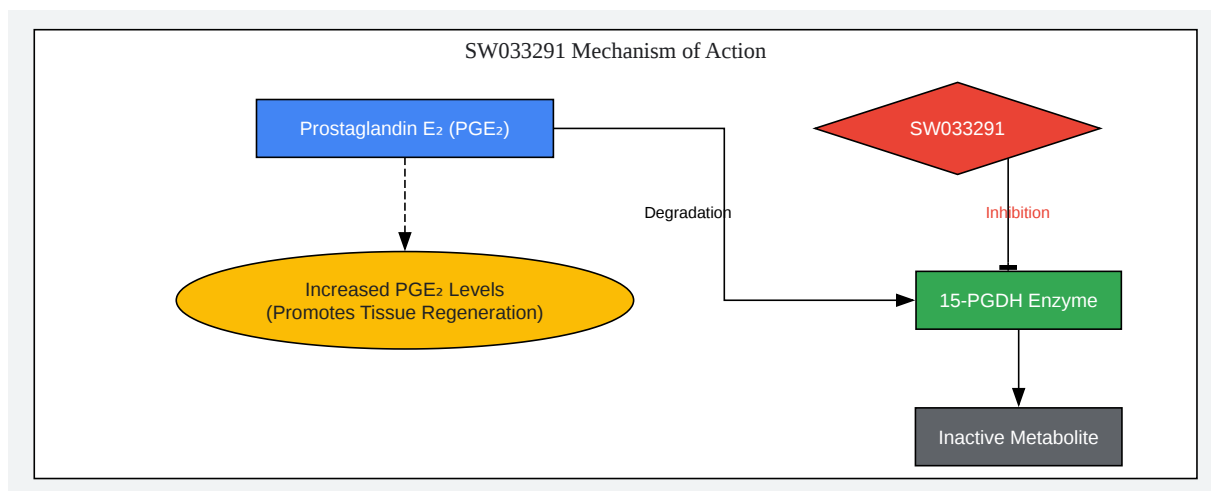 SW033291 Mechanism of Action
Prostaglandin E₂ (PGE₂)
SW033291
Degradation
Inhibition
Increased PGE₂ Levels
(Promotes Tissue Regeneration)
15-PGDH Enzyme
Inactive Metabolite